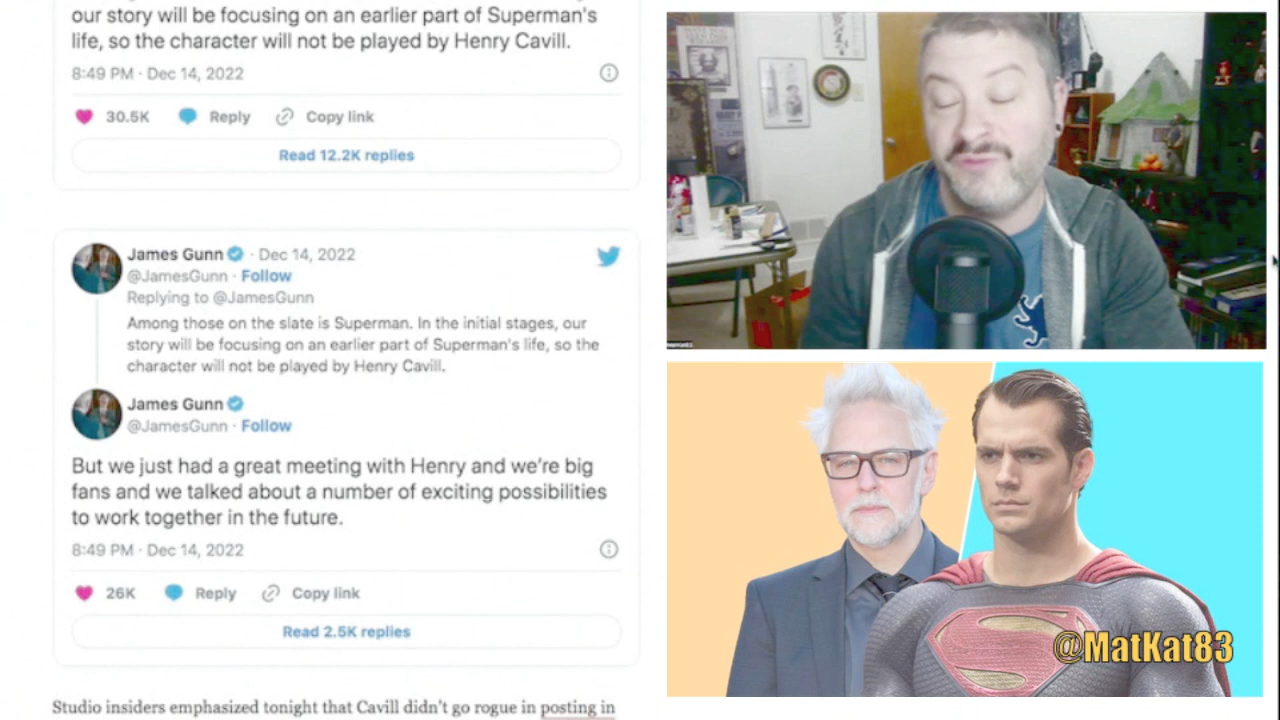 our story will be focusing on an earlier part of Superman's
life, so the character will not be played by Henry Cavill.
8:49 PM · Dec 14, 2022
30.5K Reply Copy link
Read 12.2K replies
James Gunn · Dec 14, 2022
@JamesGunn · Follow
Replying to @JamesGunn
Among those on the slate is Superman. In the initial stages, our
story will be focusing on an earlier part of Superman's life, so the
character will not be played by Henry Cavill.
James Gunn
@JamesGunn · Follow
But we just had a great meeting with Henry and we're big
fans and we talked about a number of exciting possibilities
to work together in the future.
8:49 PM · Dec 14, 2022
26K Reply Copy link
Read 2.5K replies
Studio insiders emphasized tonight that Cavill didn't go rogue in posting in
@MatKat83